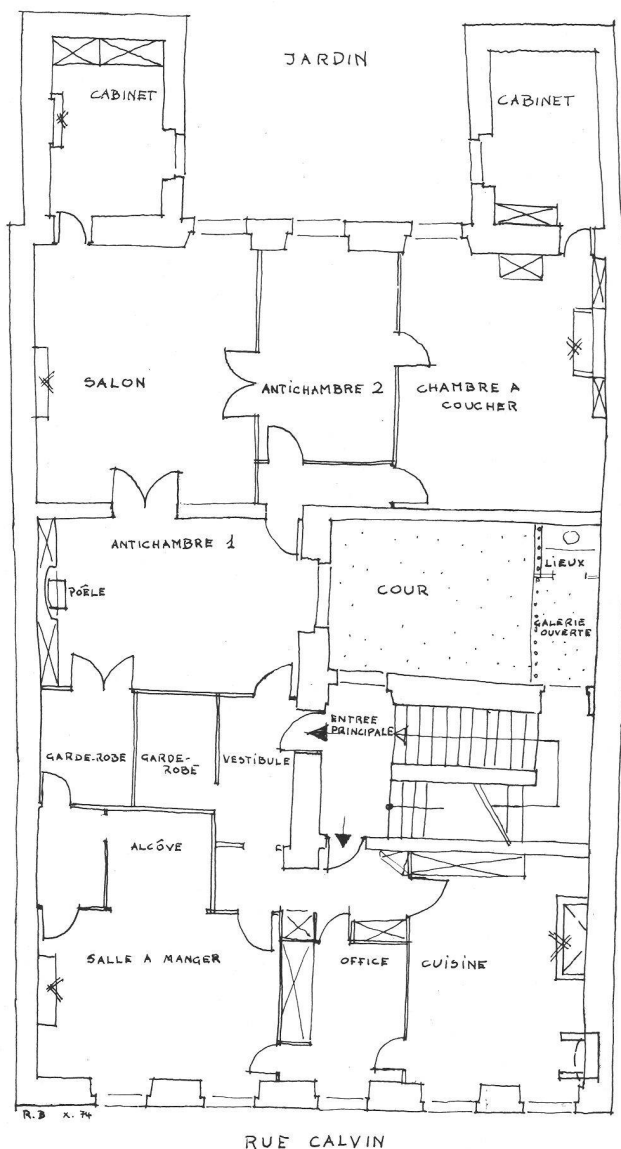 JARDIN
CABINET
CABINET
SALON
ANTICHAMBRE 2
CHAMBRE A
COUCHER
ANTICHAMBRE 1
POÊLE
COUR
LIEUX
GALERIE
OUVERTE
ENTREE
PRINCIPALE
GARDE-ROBE
GARDE-
ROBE
VESTIBULE
ALCÔVE
SALLE A MANGER
OFFICE
CUISINE
R.B X. 74
RUE CALVIN